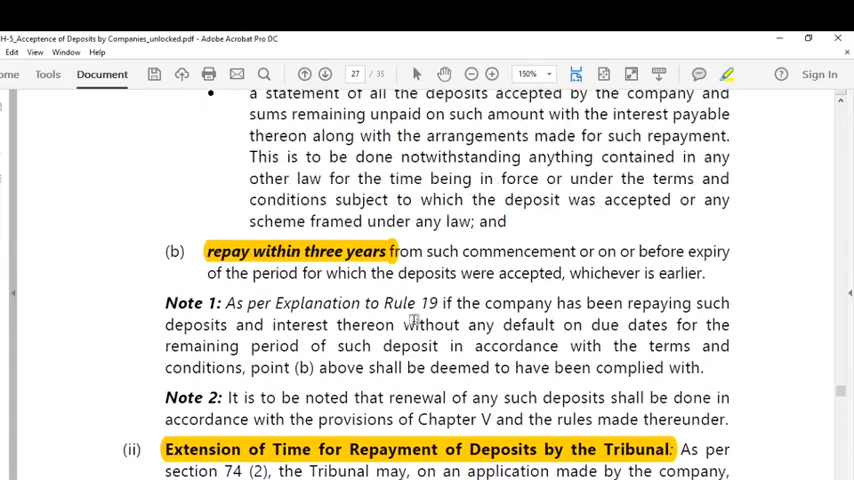 H-5_Acceptence of Deposits by Companies_unlocked.pdf - Adobe Acrobat Pro DC
Edit View Window Help
ome Tools Document 27 / 35 150% Sign In
• a statement of all the deposits accepted by the company and
sums remaining unpaid on such amount with the interest payable
thereon along with the arrangements made for such repayment.
This is to be done notwithstanding anything contained in any
other law for the time being in force or under the terms and
conditions subject to which the deposit was accepted or any
scheme framed under any law; and
(b) repay within three years from such commencement or on or before expiry
of the period for which the deposits were accepted, whichever is earlier.
Note 1: As per Explanation to Rule 19 if the company has been repaying such
deposits and interest thereon without any default on due dates for the
remaining period of such deposit in accordance with the terms and
conditions, point (b) above shall be deemed to have been complied with.
Note 2: It is to be noted that renewal of any such deposits shall be done in
accordance with the provisions of Chapter V and the rules made thereunder.
(ii) Extension of Time for Repayment of Deposits by the Tribunal: As per
section 74 (2), the Tribunal may, on an application made by the company,